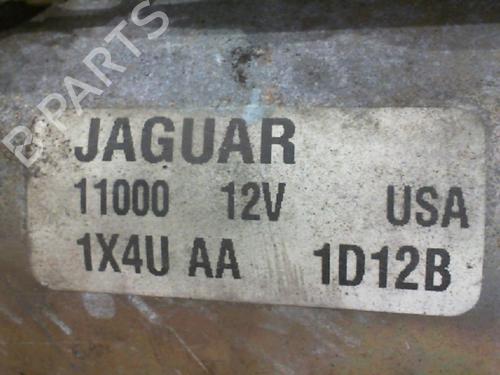 B-PARTS
JAGUAR
11000 12V USA
1X4U AA 1D12B